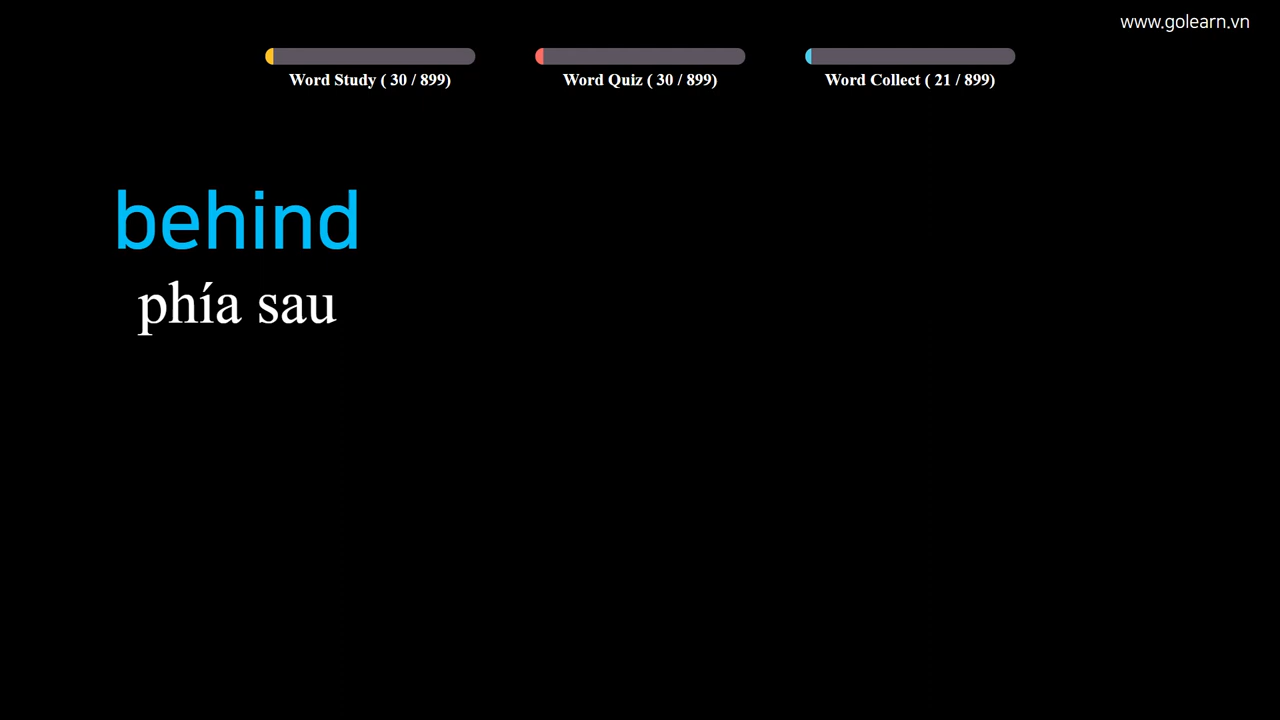 www.golearn.vn
Word Study ( 30 / 899)
Word Quiz ( 30 / 899)
Word Collect ( 21 / 899)
behind
phía sau